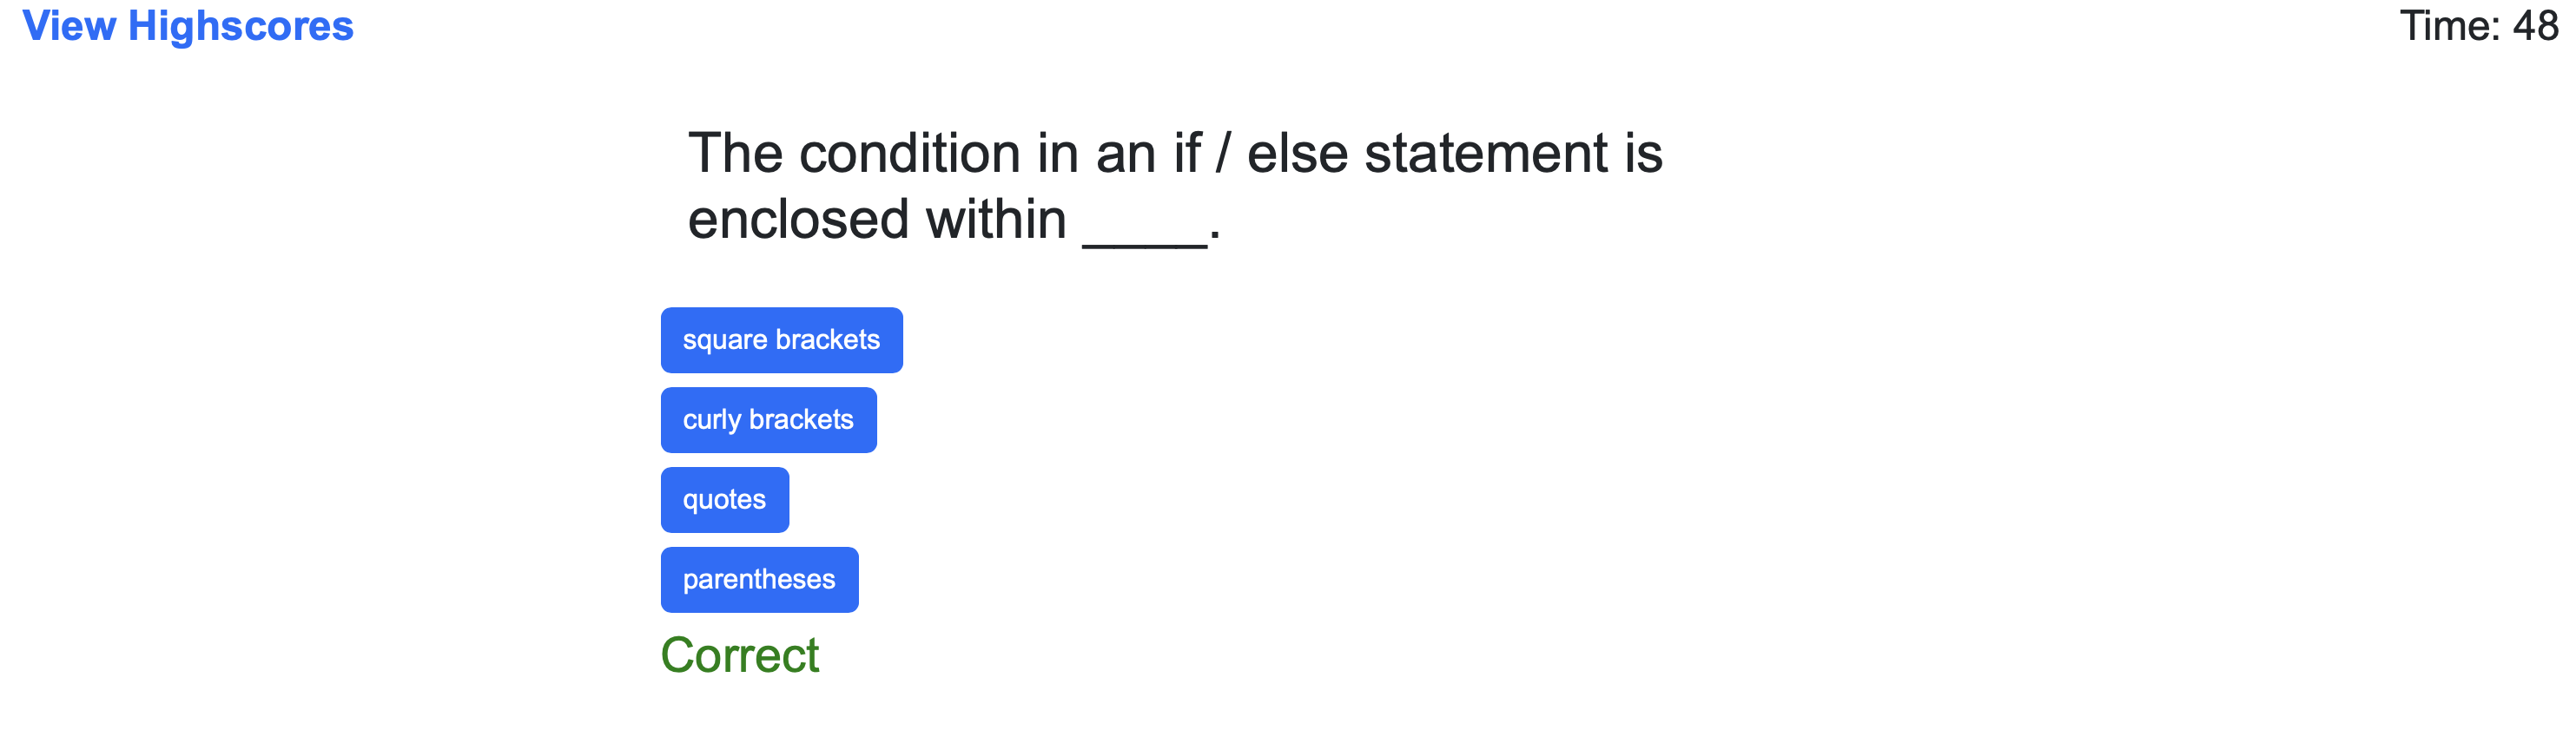 View Highscores
Time: 48
The condition in an if / else statement is
enclosed within ____.
square brackets
curly brackets
quotes
parentheses
Correct